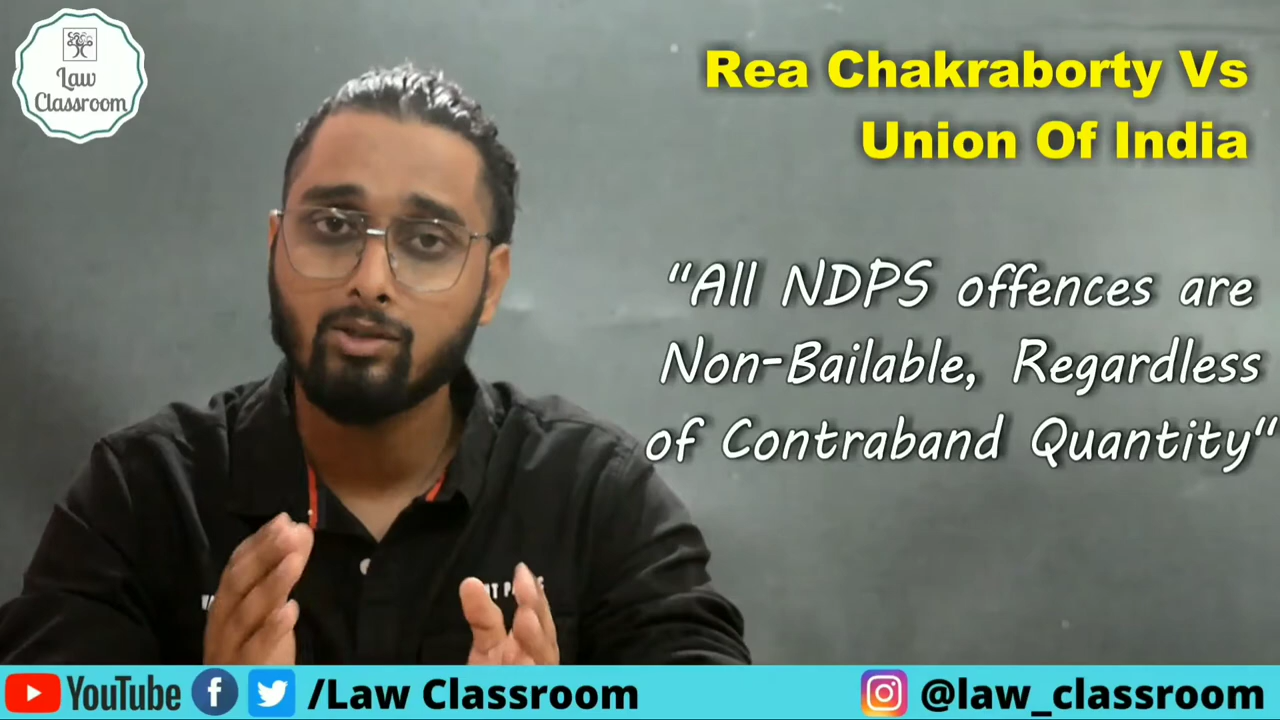 Law
Classroom
Rea Chakraborty Vs
Union Of India
"All NDPS offences are
Non-Bailable, Regardless
of Contraband Quantity"
YouTube
/Law Classroom
@law_classroom